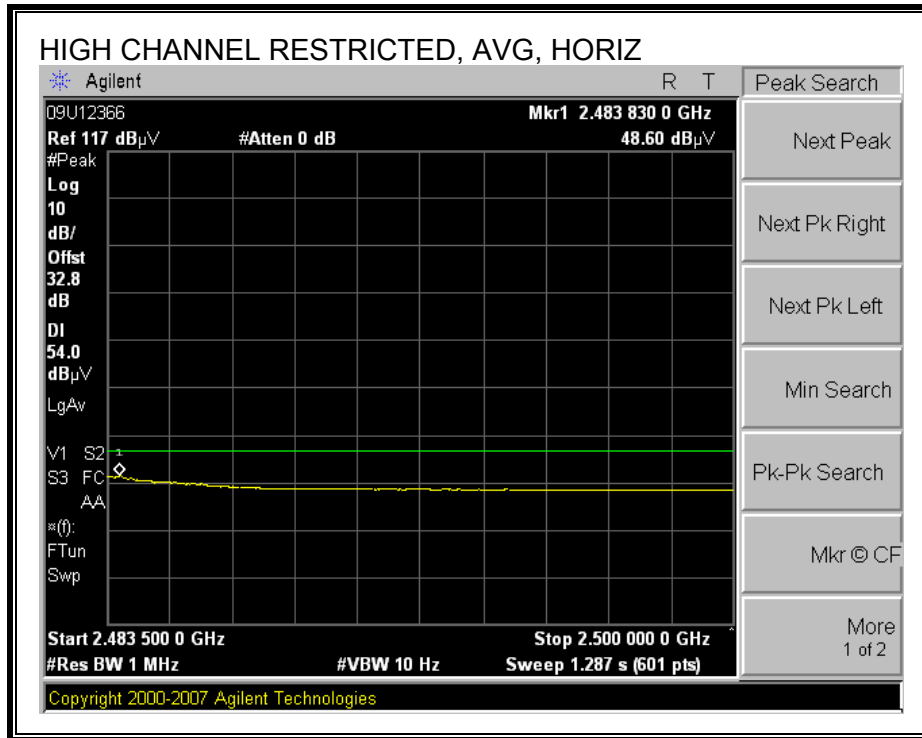 HIGH CHANNEL RESTRICTED, AVG, HORIZ
Agilent R T
Peak Search
09U12366 Mkr1 2.483 830 0 GHz
Ref 117 dBµV #Atten 0 dB 48.60 dBµV
#Peak
Log
10
dB/
Offst
32.8
dB
DI
54.0
dBµV
LgAv
V1 S2
S3 FC
AA
¤(f):
FTun
Swp
1
Start 2.483 500 0 GHz Stop 2.500 000 0 GHz ^
#Res BW 1 MHz #VBW 10 Hz Sweep 1.287 s (601 pts)
Copyright 2000-2007 Agilent Technologies
Next Peak
Next Pk Right
Next Pk Left
Min Search
Pk-Pk Search
Mkr © CF
More
1 of 2